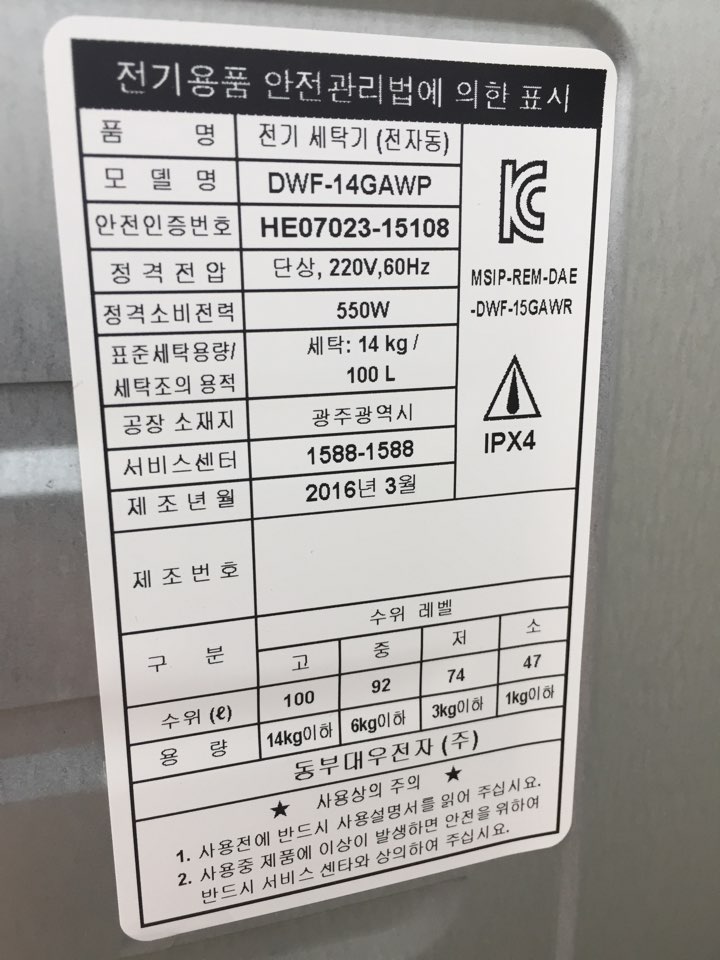 전기용품 안전관리법에 의한 표시
품 명 전기 세탁기 (전자동)
모 델 명 DWF-14GAWP
안전인증번호 HE07023-15108
정 격 전 압 단상, 220V,60Hz
정격소비전력 550W
표준세탁용량/
세탁조의 용적
세탁: 14 kg /
100 L
공장 소재지 광주광역시
서비스센터 1588-1588
제 조 년 월 2016년 3월
MSIP-REM-DAE
-DWF-15GAWR
IPX4
제 조 번 호
구 분
수위 레벨
고 중 저 소
수위 (ℓ) 100 92 74 47
용 량 14kg이하 6kg이하 3kg이하 1kg이하
동부대우전자 (주)
★ 사용상의 주의 ★
1. 사용전에 반드시 사용설명서를 읽어 주십시요.
2. 사용중 제품에 이상이 발생하면 안전을 위하여
반드시 서비스 센타와 상의하여 주십시요.